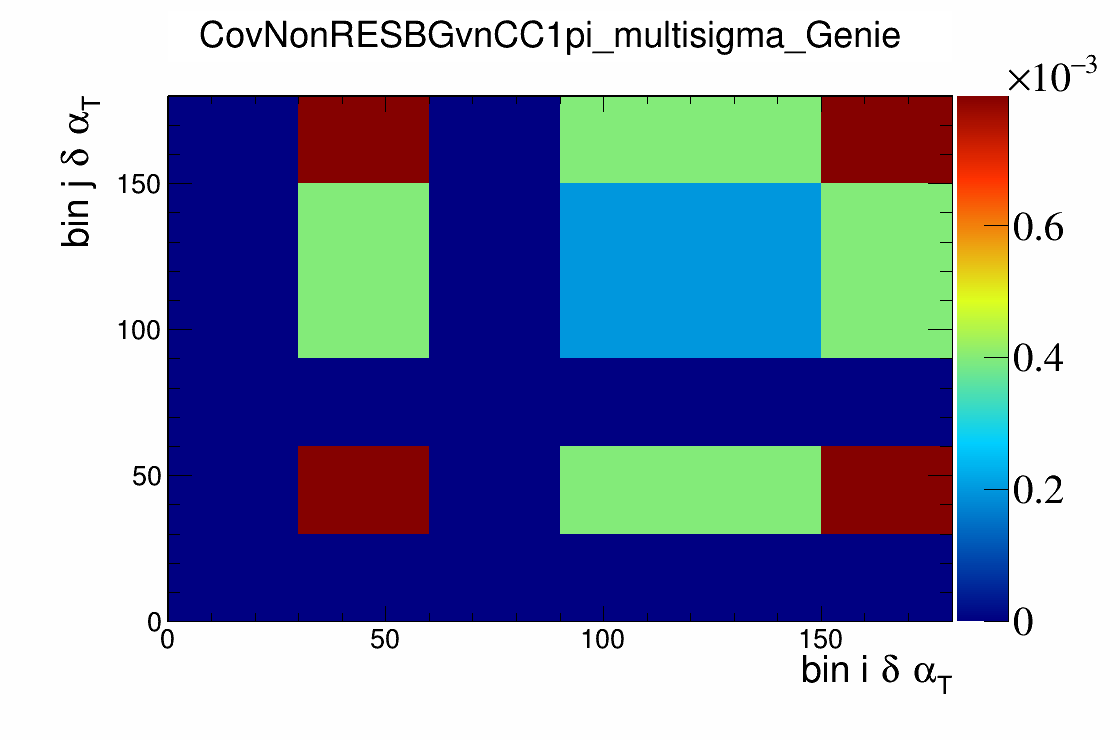 CovNonRESBGvnCC1pi_multisigma_Genie
×10⁻³
bin j δ α_T
150
100
50
0
0 50 100 150
bin i δ α_T
0.6
0.4
0.2
0